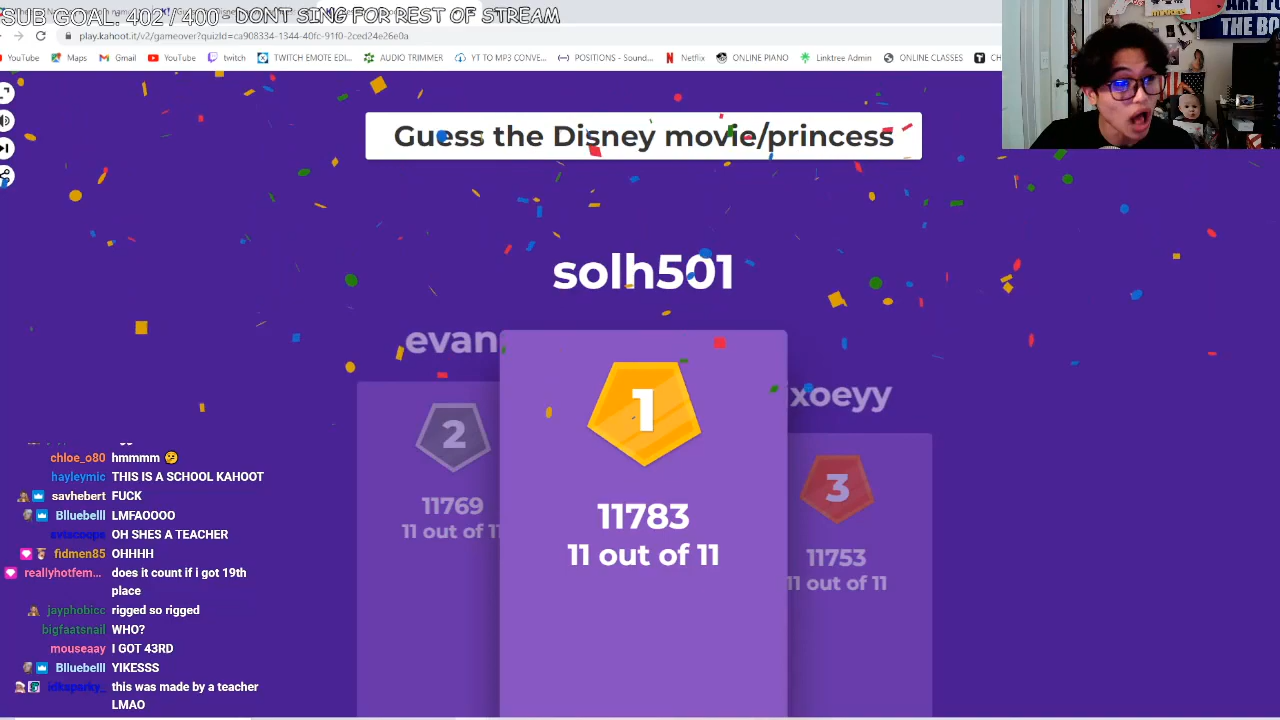 SUB GOAL: 402 / 400 - DONT SING FOR REST OF STREAM
play.kahoot.it/v2/gameover?quizId=ca908334-1344-40fc-91f0-2ced24e26e0a
YouTube Maps Gmail YouTube twitch TWITCH EMOTE EDI... AUDIO TRIMMER YT TO MP3 CONVE... POSITIONS - Soun... Netflix ONLINE PIANO Linktree Admin ONLINE CLASSES CH
Guess the Disney movie/princess
solh501
evan
xoeyy
1
2
3
11783
11 out of 11
11769
11 out of 11
11753
11 out of 11
chloe_o80 hmmmm
hayleymic THIS IS A SCHOOL KAHOOT
savhebert FUCK
Blluebelll LMFAOOOO
OH SHES A TEACHER
fidmen85 OHHHH
reallyhotfem... does it count if i got 19th
place
jayphobicc rigged so rigged
bigfaatsnail WHO?
mouseaay I GOT 43RD
Blluebelll YIKESSS
this was made by a teacher
LMAO